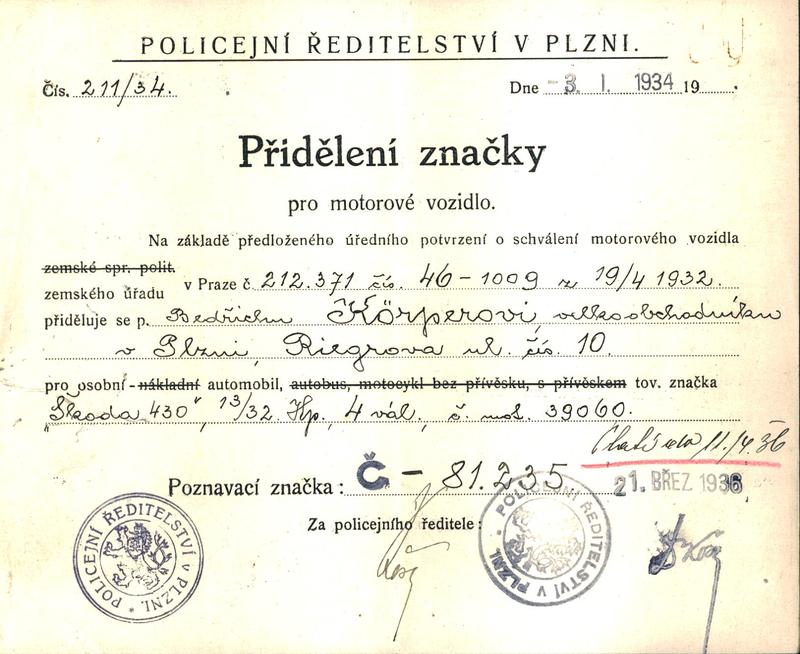 POLICEJNÍ ŘEDITELSTVÍ V PLZNI.
Čís. 211/34.
Dne -3. I. 1934 19
Přidělení značky
pro motorové vozidlo.
Na základě předloženého úředního potvrzení o schválení motorového vozidla
zemské spr. polit.
zemského úřadu v Praze č. 212.371 čís. 46-1009 z 19/4 1932.
přiděluje se p. Bedřichu Körperovi, velkoobchodníku
v Plzni, Riegrova ul. čís. 10.
pro osobní - nákladní automobil, autobus, motocykl bez přívěsku, s přívěskem tov. značka
„Škoda 430", 13/32. Hp, 4 vál., č. mot. 39060.
Platí do 11./4. 36
Poznavací značka: Č - 81.235
21. BŘEZ. 1936
Za policejního ředitele:
POLICEJNÍ ŘEDITELSTVÍ V PLZNI.
POLICEJNÍ ŘEDITELSTVÍ V PLZNI.